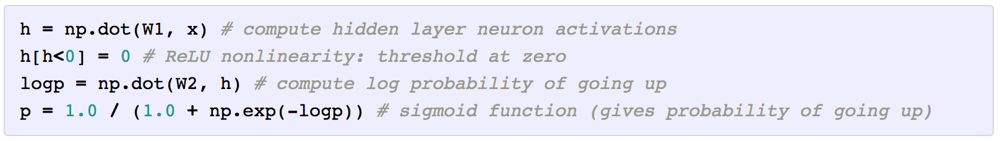 h = np.dot(W1, x) # compute hidden layer neuron activations
h[h<0] = 0 # ReLU nonlinearity: threshold at zero
logp = np.dot(W2, h) # compute log probability of going up
p = 1.0 / (1.0 + np.exp(-logp)) # sigmoid function (gives probability of going up)